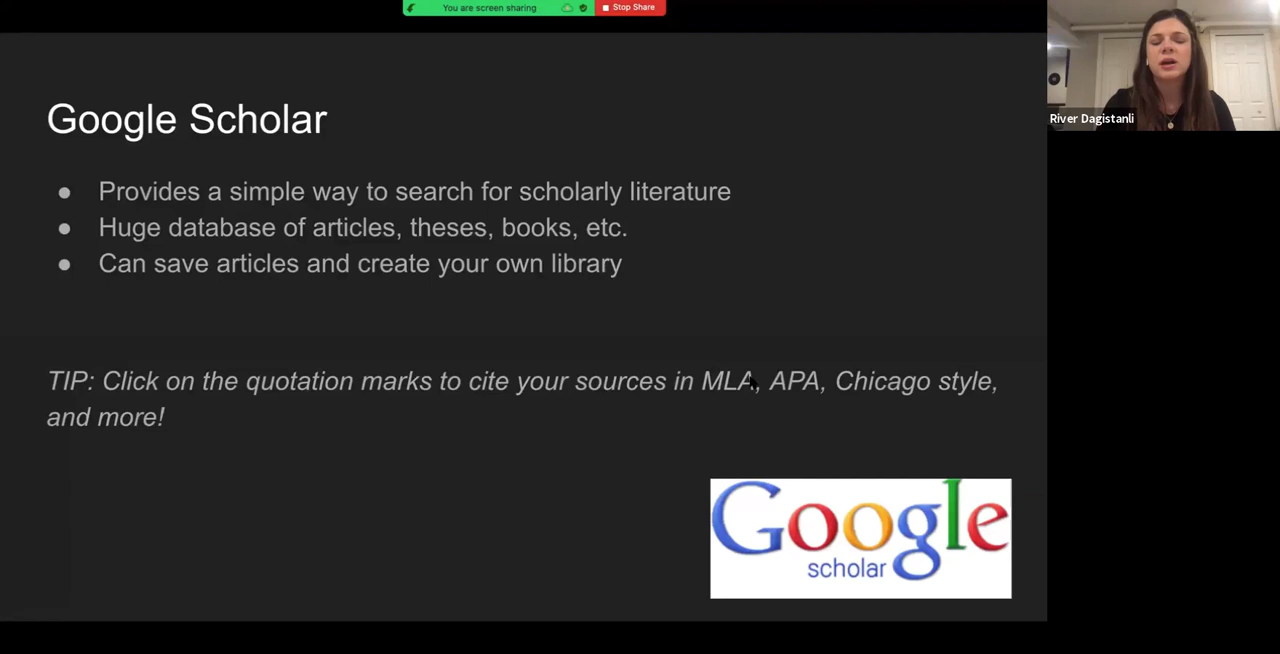 You are screen sharing
Stop Share
River Dagistanli
Google Scholar
● Provides a simple way to search for scholarly literature
● Huge database of articles, theses, books, etc.
● Can save articles and create your own library
TIP: Click on the quotation marks to cite your sources in MLA, APA, Chicago style,
and more!
Google
scholar